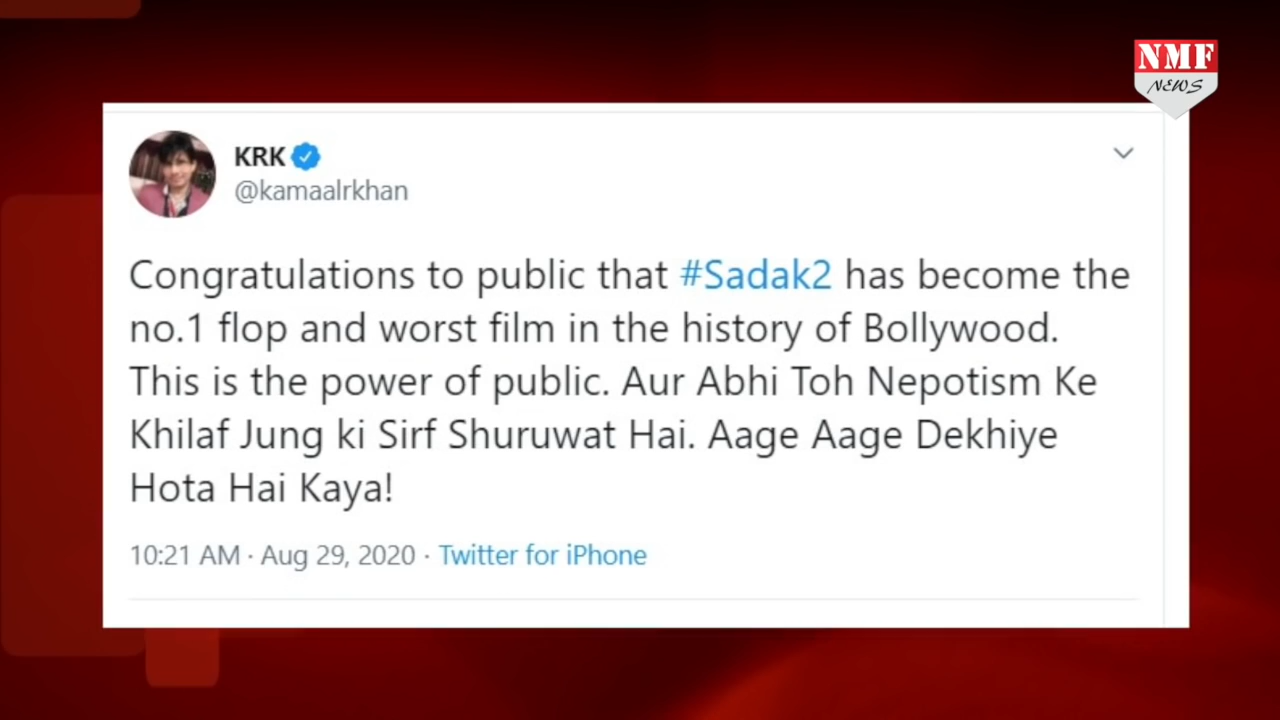 NMF
NEWS
KRK
@kamaalrkhan
Congratulations to public that #Sadak2 has become the
no.1 flop and worst film in the history of Bollywood.
This is the power of public. Aur Abhi Toh Nepotism Ke
Khilaf Jung ki Sirf Shuruwat Hai. Aage Aage Dekhiye
Hota Hai Kaya!
10:21 AM · Aug 29, 2020 · Twitter for iPhone